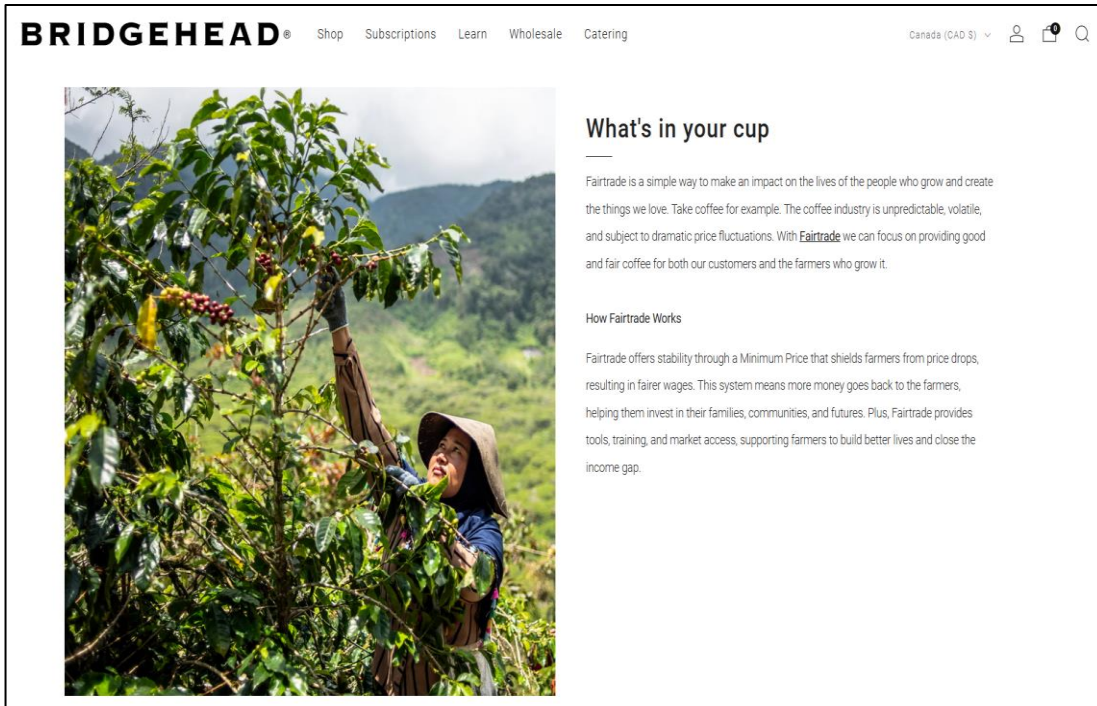 BRIDGEHEAD®
Shop Subscriptions Learn Wholesale Catering
Canada (CAD $)
0
What's in your cup
Fairtrade is a simple way to make an impact on the lives of the people who grow and create
the things we love. Take coffee for example. The coffee industry is unpredictable, volatile,
and subject to dramatic price fluctuations. With Fairtrade we can focus on providing good
and fair coffee for both our customers and the farmers who grow it.
How Fairtrade Works
Fairtrade offers stability through a Minimum Price that shields farmers from price drops,
resulting in fairer wages. This system means more money goes back to the farmers,
helping them invest in their families, communities, and futures. Plus, Fairtrade provides
tools, training, and market access, supporting farmers to build better lives and close the
income gap.